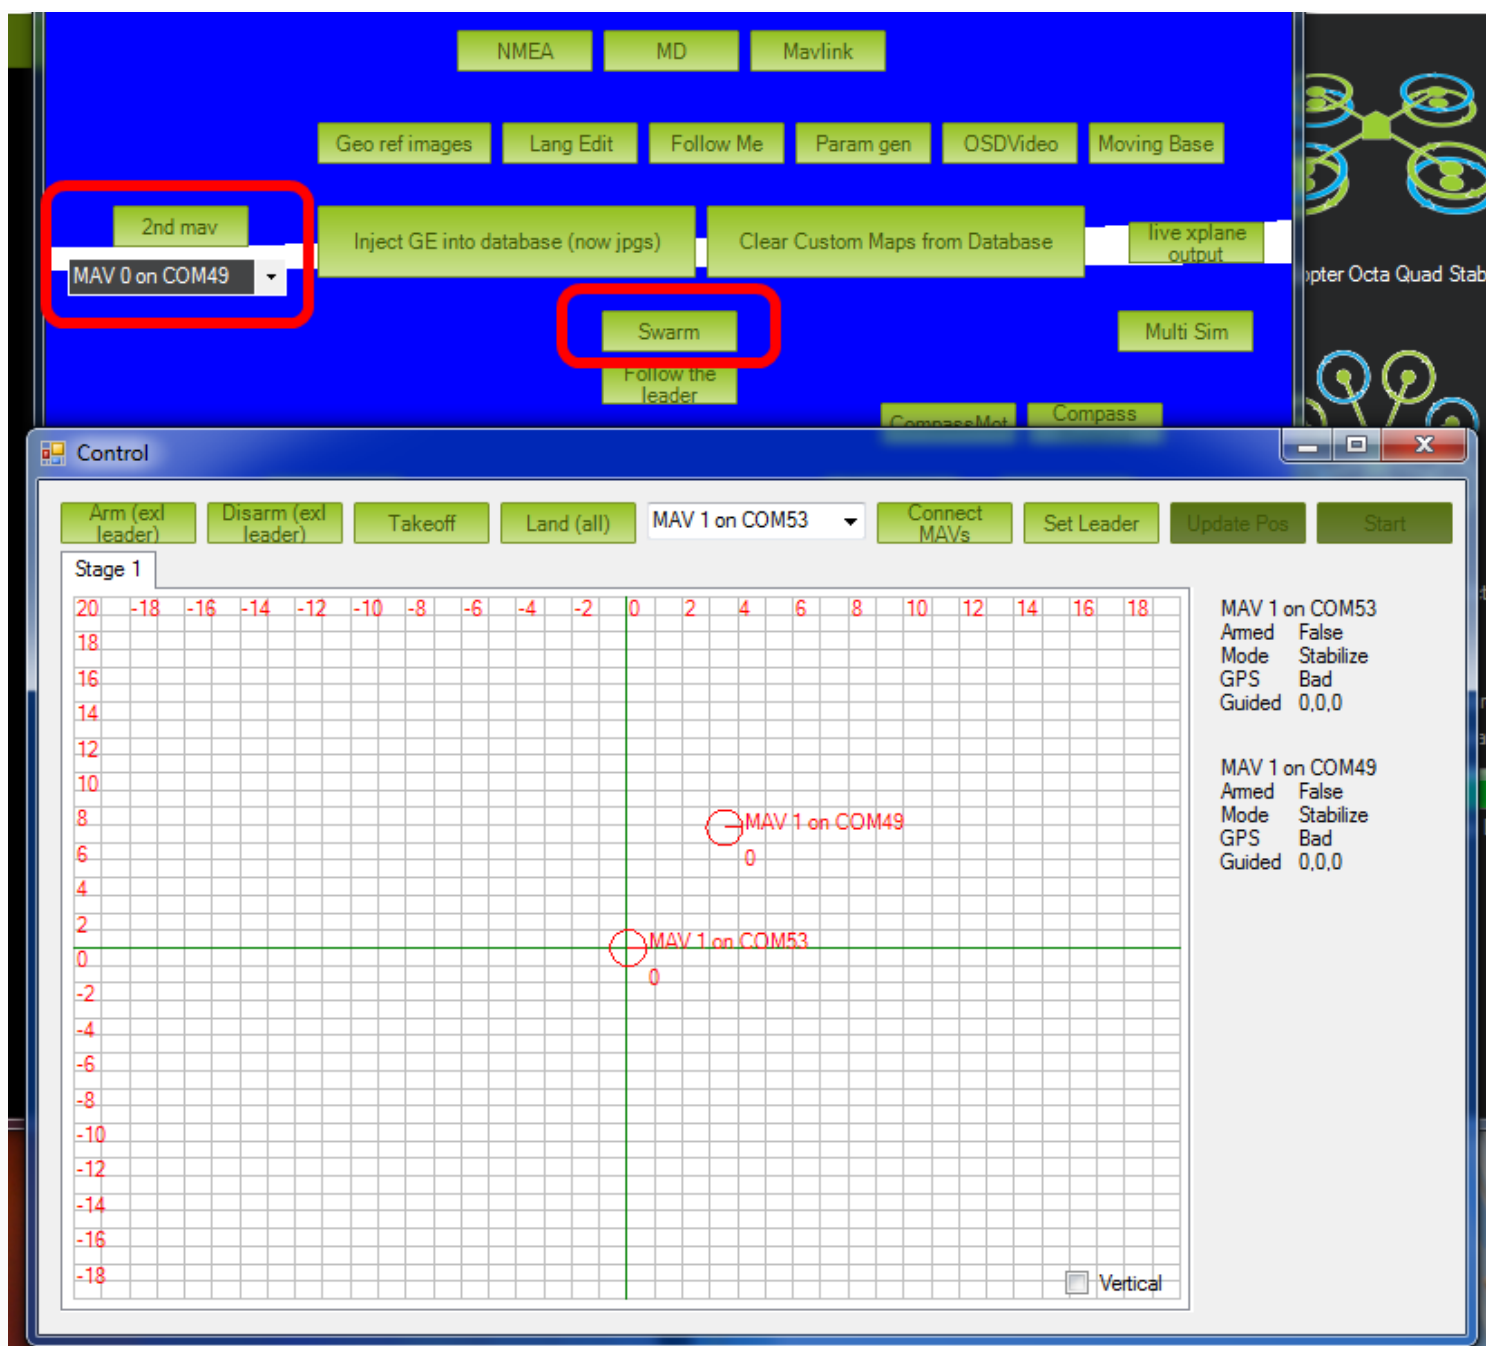 NMEA
MD
Mavlink
Geo ref images
Lang Edit
Follow Me
Param gen
OSDVideo
Moving Base
2nd mav
Inject GE into database (now jpgs)
Clear Custom Maps from Database
live xplane
output
MAV 0 on COM49
Octa Quad
Swarm
Multi Sim
Follow the
leader
CompassMot
Compass
Control
Arm (exl
leader)
Disarm (exl
leader)
Takeoff
Land (all)
MAV 1 on COM53
Connect
MAVs
Set Leader
Update Pos
Start
Stage 1
20 -18 -16 -14 -12 -10 -8 -6 -4 -2 0 2 4 6 8 10 12 14 16 18
18
16
14
12
10
8
6
4
2
0
-2
-4
-6
-8
-10
-12
-14
-16
-18
MAV 1 on COM49
0
MAV 1 on COM53
0
Vertical
MAV 1 on COM53
Armed False
Mode Stabilize
GPS Bad
Guided 0,0,0
MAV 1 on COM49
Armed False
Mode Stabilize
GPS Bad
Guided 0,0,0